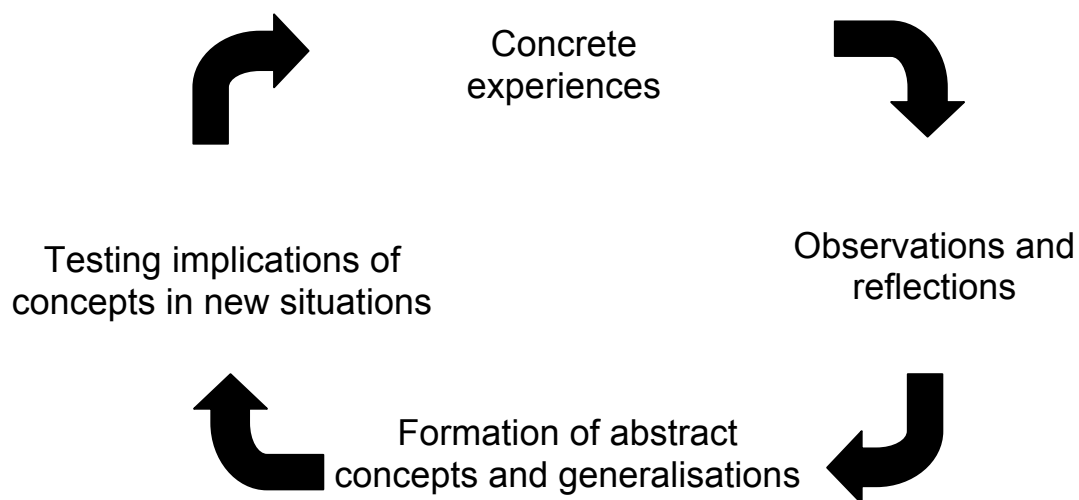 Concrete
experiences
Observations and
reflections
Formation of abstract
concepts and generalisations
Testing implications of
concepts in new situations